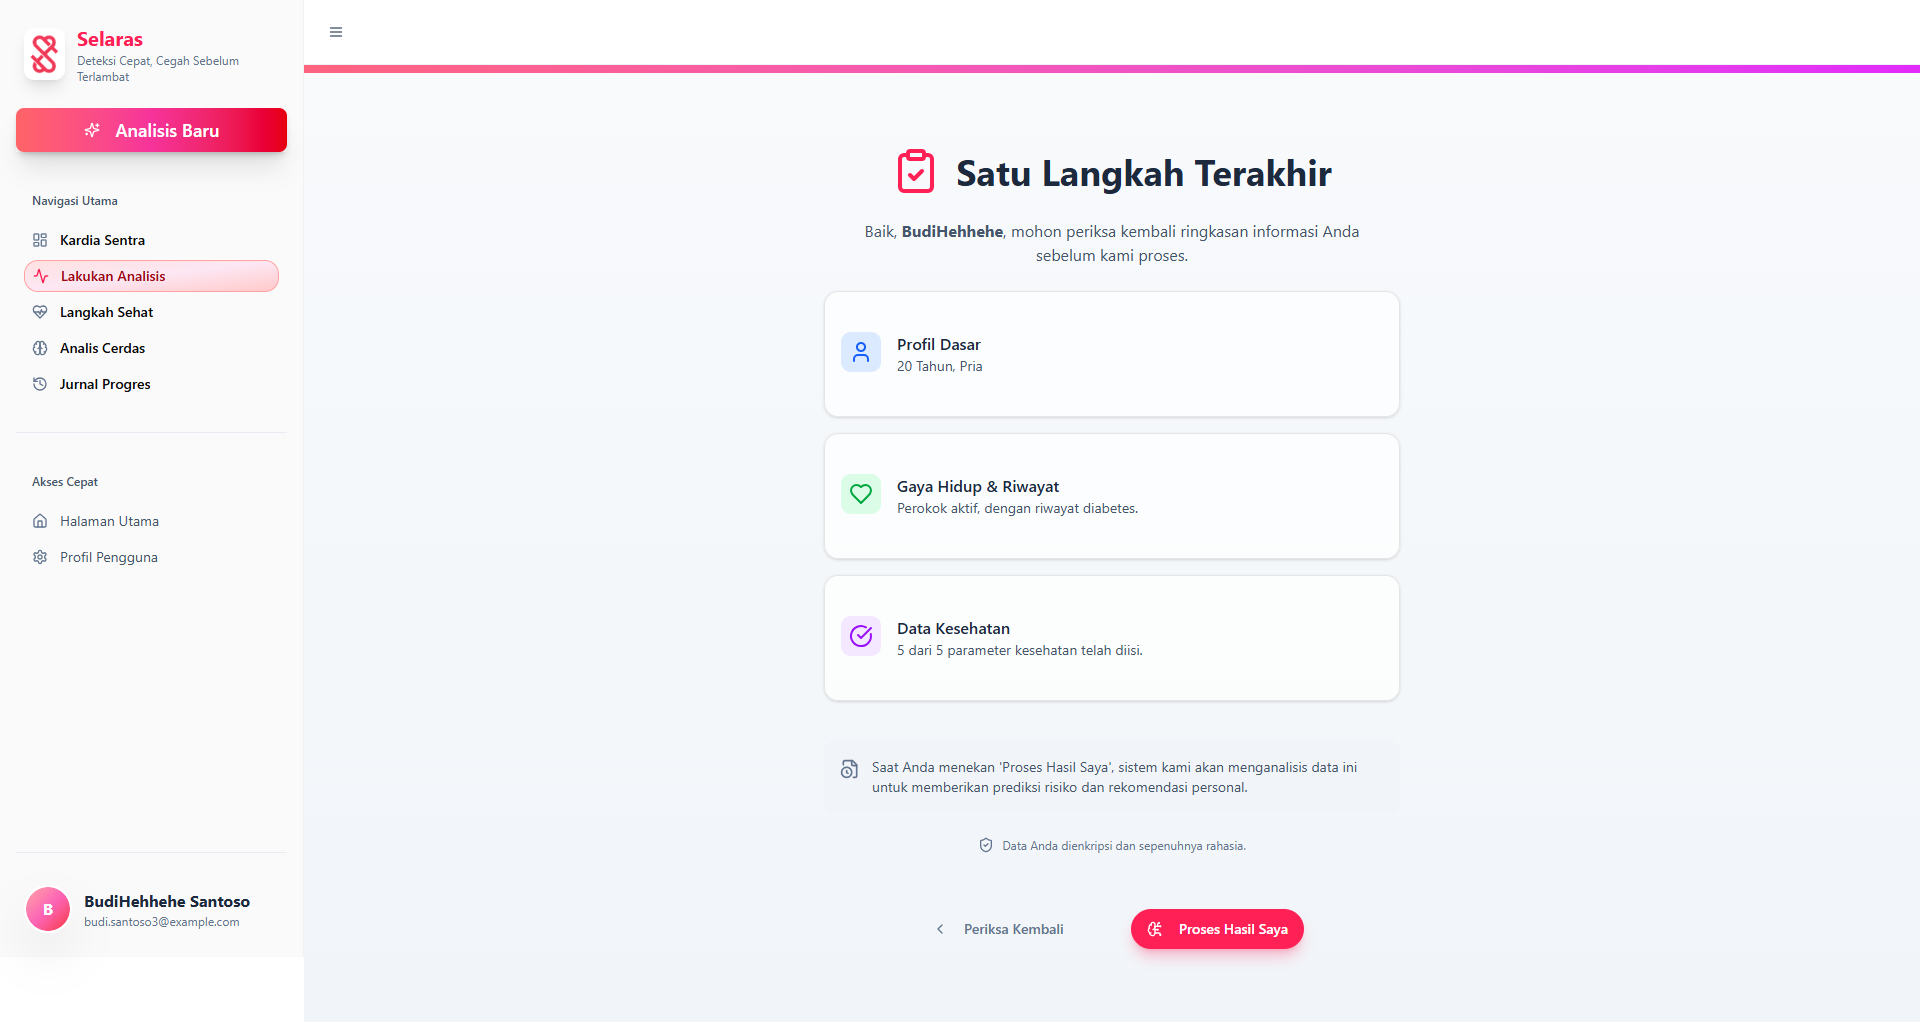 Selaras
Deteksi Cepat, Cegah Sebelum
Terlambat
Analisis Baru
Navigasi Utama
Kardia Sentra
Lakukan Analisis
Langkah Sehat
Analis Cerdas
Jurnal Progres
Akses Cepat
Halaman Utama
Profil Pengguna
B
BudiHehhehe Santoso
budi.santoso3@example.com
Satu Langkah Terakhir
Baik, BudiHehhehe, mohon periksa kembali ringkasan informasi Anda
sebelum kami proses.
Profil Dasar
20 Tahun, Pria
Gaya Hidup & Riwayat
Perokok aktif, dengan riwayat diabetes.
Data Kesehatan
5 dari 5 parameter kesehatan telah diisi.
Saat Anda menekan 'Proses Hasil Saya', sistem kami akan menganalisis data ini
untuk memberikan prediksi risiko dan rekomendasi personal.
Data Anda dienkripsi dan sepenuhnya rahasia.
Periksa Kembali
Proses Hasil Saya